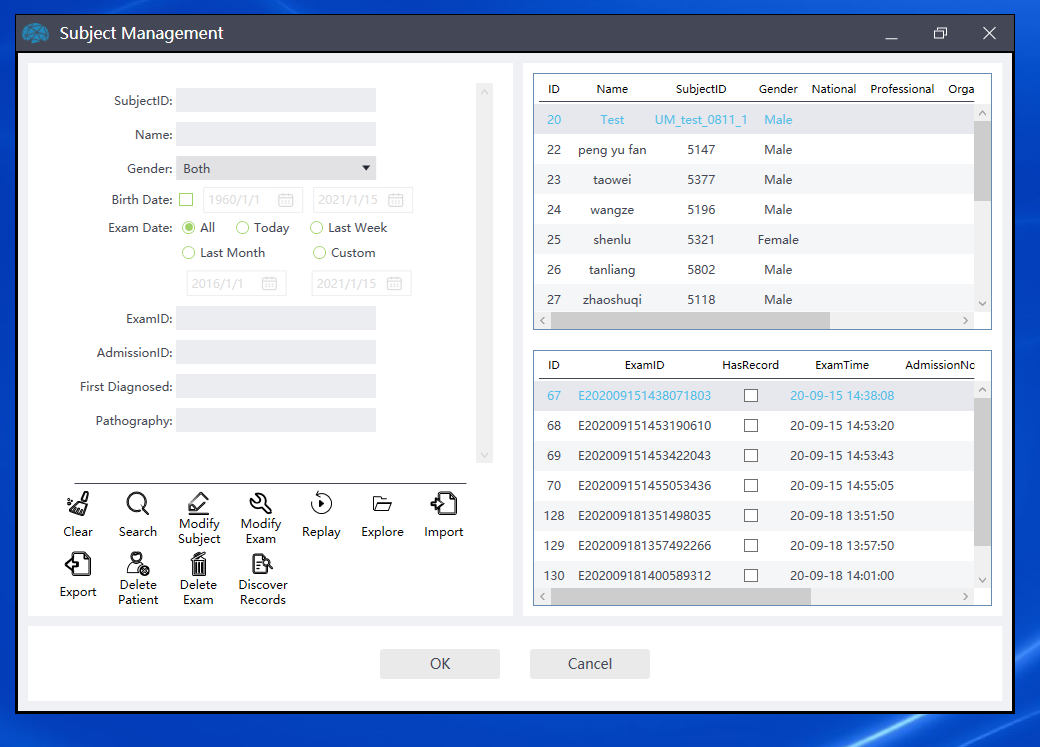 Subject Management
SubjectID:
Name:
Gender: Both
Birth Date: 1960/1/1 2021/1/15
Exam Date: All Today Last Week
Last Month Custom
2016/1/1 2021/1/15
ExamID:
AdmissionID:
First Diagnosed:
Pathography:
Clear Search Modify Subject Modify Exam Replay Explore Import
Export Delete Patient Delete Exam Discover Records
ID Name SubjectID Gender National Professional Orga
20 Test UM_test_0811_1 Male
22 peng yu fan 5147 Male
23 taowei 5377 Male
24 wangze 5196 Male
25 shenlu 5321 Female
26 tanliang 5802 Male
27 zhaoshuqi 5118 Male
ID ExamID HasRecord ExamTime AdmissionNo
67 E202009151438071803 20-09-15 14:38:08
68 E202009151453190610 20-09-15 14:53:20
69 E202009151453422043 20-09-15 14:53:43
70 E202009151455053436 20-09-15 14:55:05
128 E202009181351498035 20-09-18 13:51:50
129 E202009181357492266 20-09-18 13:57:50
130 E202009181400589312 20-09-18 14:01:00
OK Cancel